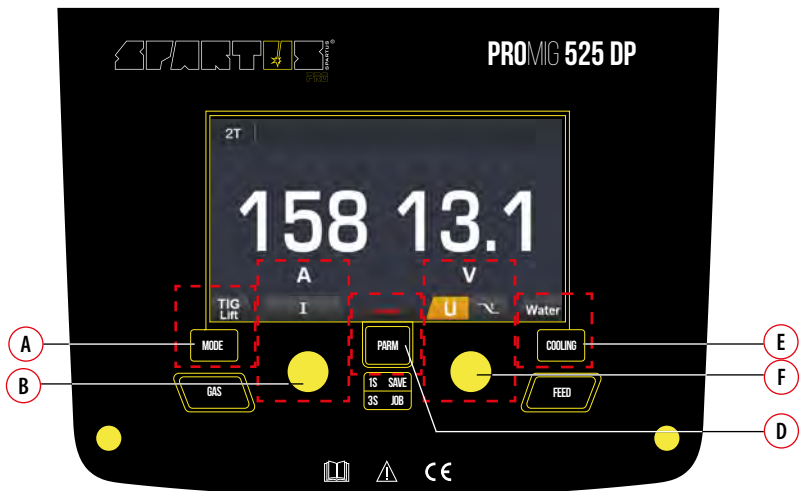 SPARTUS®
SPARTUS
PRO
PROMIG 525 DP
2T
158 13.1
A V
TIG
Lift
I
U
Water
MODE
PARM
COOLING
GAS
1S SAVE
3S JOB
FEED
A
B
E
F
D
CE